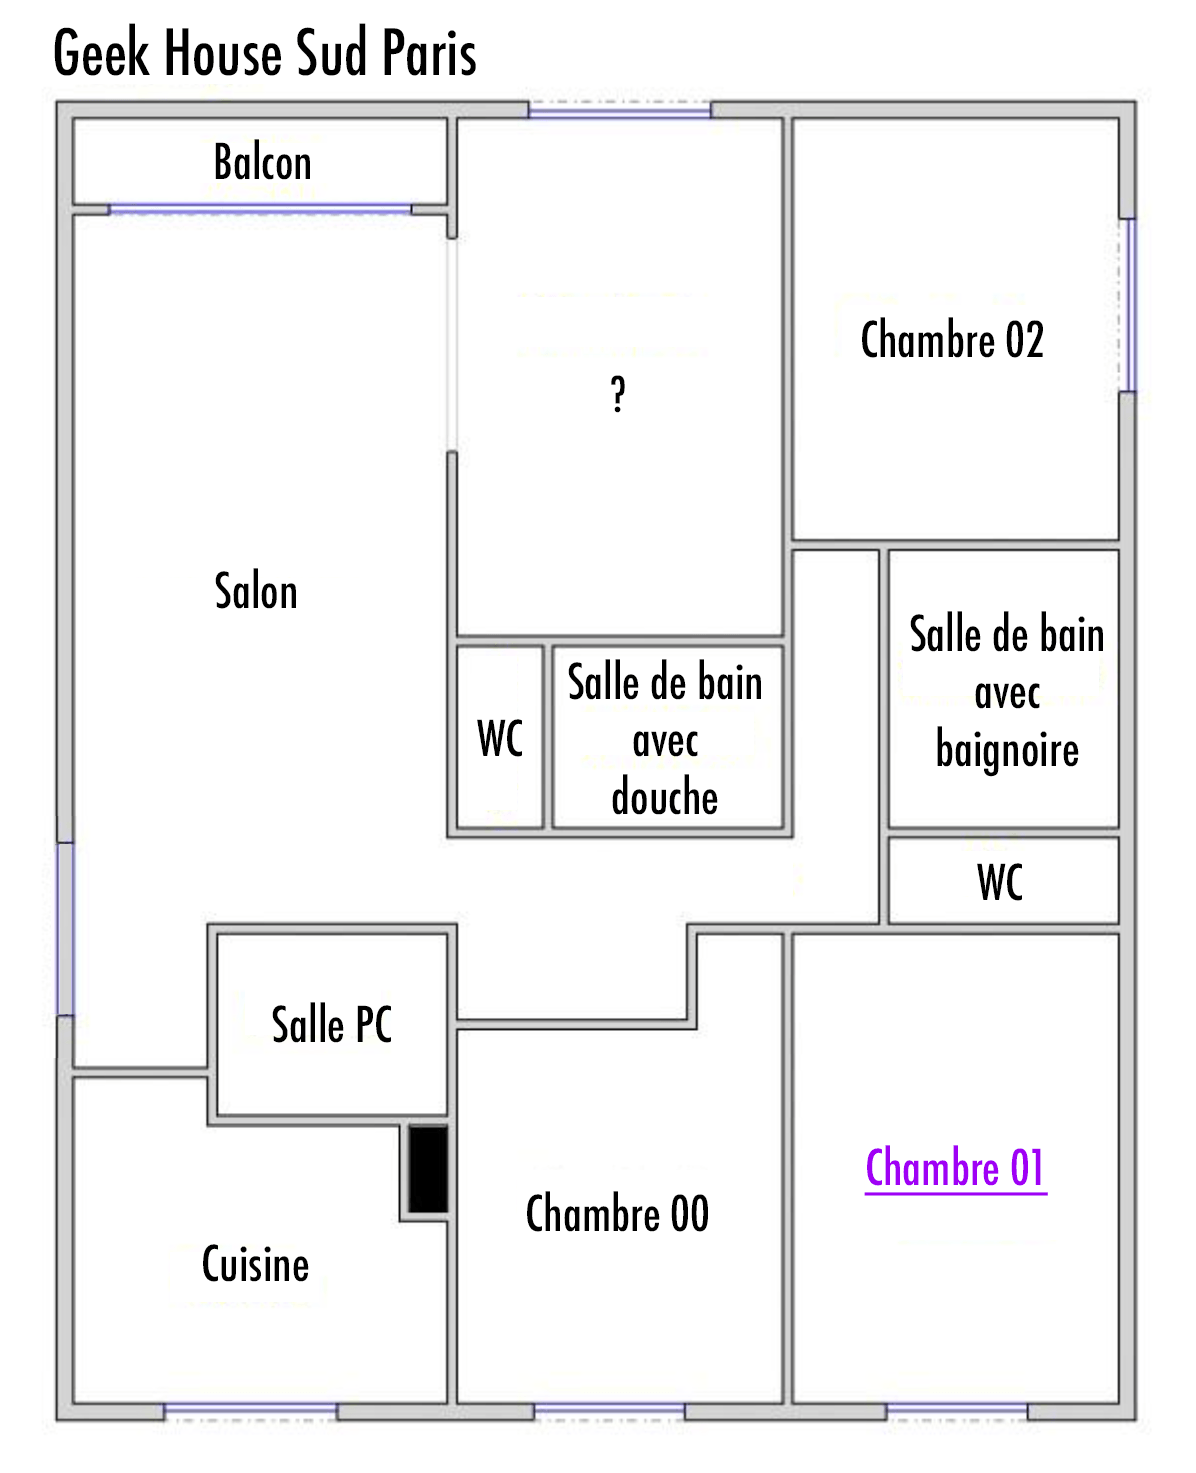 Geek House Sud Paris
Balcon
Chambre 02
?
Salon
Salle de bain
avec
baignoire
Salle de bain
avec
douche
WC
WC
Salle PC
Chambre 01
Chambre 00
Cuisine